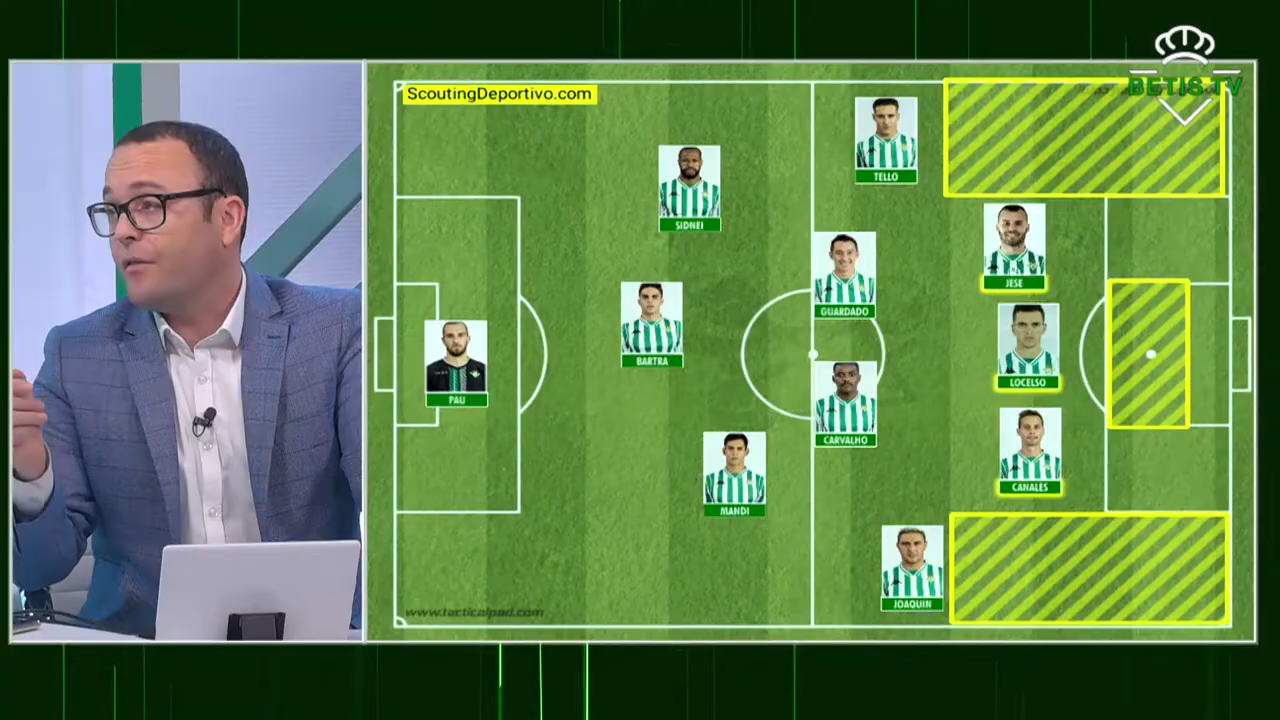 ScoutingDeportivo.com
BETIS TV
TELLO
SIDNEI
JESE
GUARDADO
BARTRA
LOCELSO
PAU
CARVALHO
CANALES
MANDI
JOAQUIN
www.tacticalpad.com